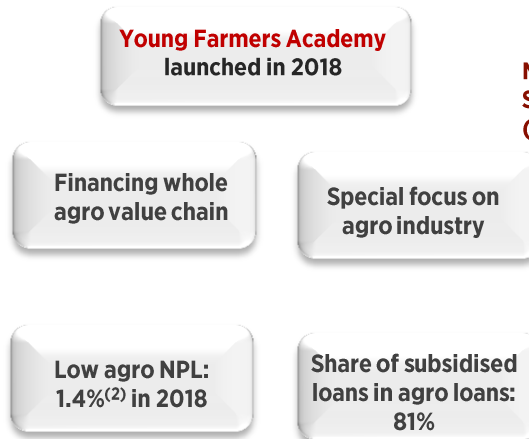 Young Farmers Academy
launched in 2018
Financing whole
agro value chain
Special focus on
agro industry
Low agro NPL:
1.4%(2) in 2018
Share of subsidised
loans in agro loans:
81%